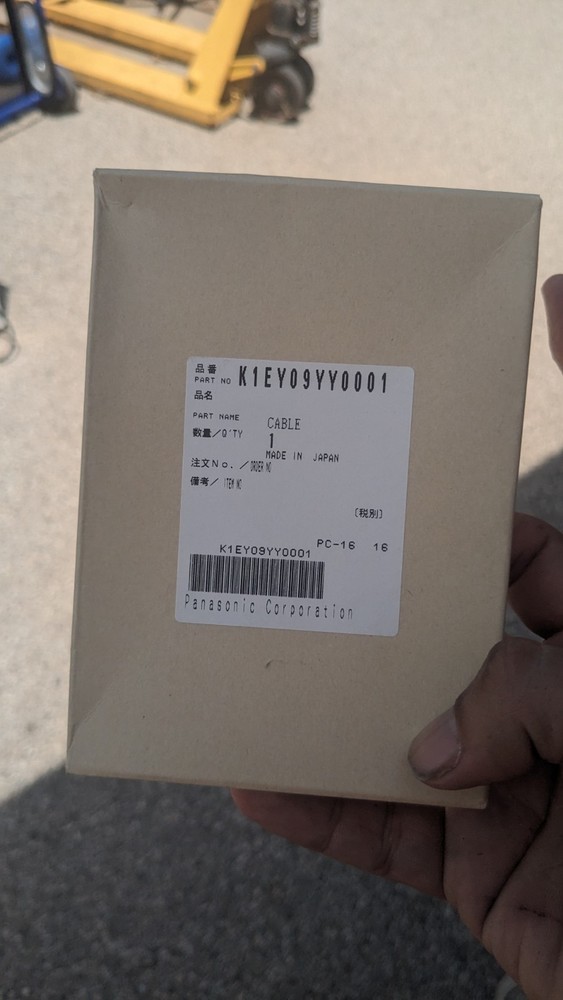 品番
PART NO K1EY09YY0001
品名
PART NAME CABLE
数量/Q'TY 1
MADE IN JAPAN
注文No. /ORDER NO
備考/ ITEM NO
〔税別〕
K1EY09YY0001 PC-16 16
Panasonic Corporation